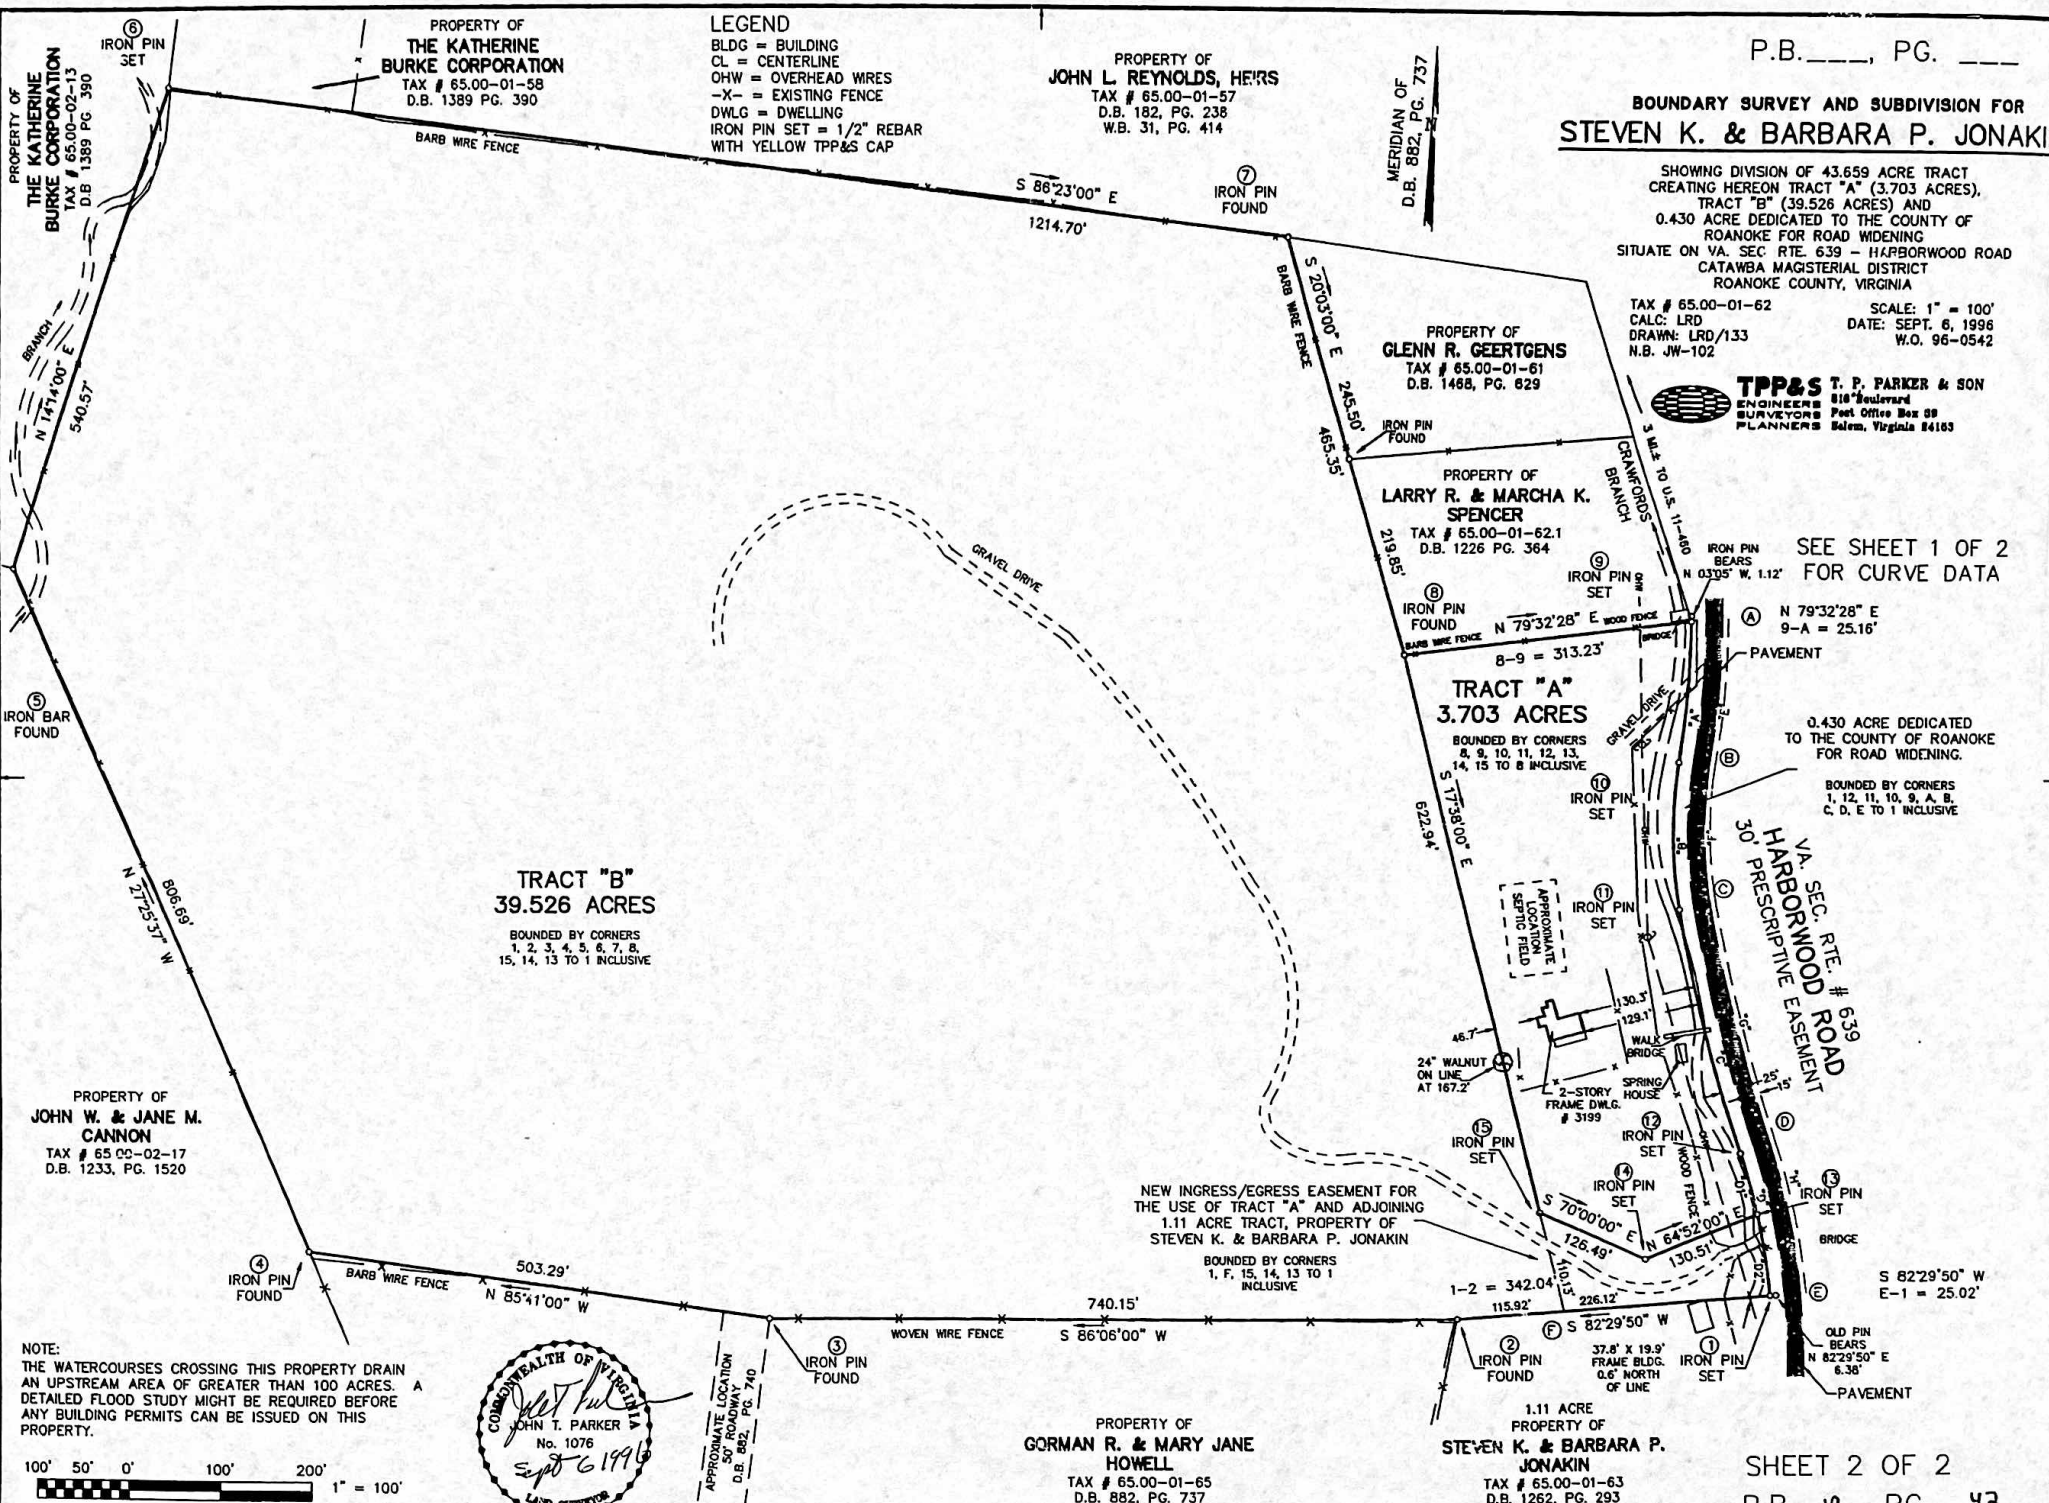 P.B.___, PG. ___
BOUNDARY SURVEY AND SUBDIVISION FOR
STEVEN K. & BARBARA P. JONAKI
SHOWING DIVISION OF 43.659 ACRE TRACT
CREATING HEREON TRACT "A" (3.703 ACRES),
TRACT "B" (39.526 ACRES) AND
0.430 ACRE DEDICATED TO THE COUNTY OF
ROANOKE FOR ROAD WIDENING
SITUATE ON VA. SEC RTE. 639 – HARBORWOOD ROAD
CATAWBA MAGISTERIAL DISTRICT
ROANOKE COUNTY, VIRGINIA
TAX # 65.00-01-62
CALC: LRD
DRAWN: LRD/133
N.B. JW-102
SCALE: 1" = 100'
DATE: SEPT. 6, 1996
W.O. 96-0542
TPP&S
ENGINEERS
SURVEYORS
PLANNERS
T. P. PARKER & SON
816 Boulevard
Post Office Box 39
Salem, Virginia 24153
LEGEND
BLDG = BUILDING
CL = CENTERLINE
OHW = OVERHEAD WIRES
-X- = EXISTING FENCE
DWLG = DWELLING
IRON PIN SET = 1/2" REBAR
WITH YELLOW TPP&S CAP
PROPERTY OF
THE KATHERINE
BURKE CORPORATION
TAX # 65.00-02-13
D.B 1389 PG 390
6
IRON PIN
SET
PROPERTY OF
THE KATHERINE
BURKE CORPORATION
TAX # 65.00-01-58
D.B. 1389 PG. 390
BARB WIRE FENCE
PROPERTY OF
JOHN L. REYNOLDS, HEIRS
TAX # 65.00-01-57
D.B. 182, PG. 238
W.B. 31, PG. 414
MERIDIAN OF
D.B. 882, PG. 737
N
S 86°23'00" E
1214.70'
7
IRON PIN
FOUND
BARB WIRE FENCE
S 20°03'00" E
245.50'
465.35'
219.85'
PROPERTY OF
GLENN R. GEERTGENS
TAX # 65.00-01-61
D.B. 1468, PG. 629
IRON PIN
FOUND
PROPERTY OF
LARRY R. & MARCHA K.
SPENCER
TAX # 65.00-01-62.1
D.B. 1226 PG. 364
CRAWFORDS
BRANCH
3 MI.± TO U.S. 11-460
9
IRON PIN
SET
OHW
IRON PIN
BEARS
N 03°05' W, 1.12'
SEE SHEET 1 OF 2
FOR CURVE DATA
A
N 79°32'28" E
9-A = 25.16'
PAVEMENT
8
IRON PIN
FOUND
BARB WIRE FENCE
N 79°32'28" E
WOOD FENCE
BRIDGE
8-9 = 313.23'
TRACT "A"
3.703 ACRES
BOUNDED BY CORNERS
8, 9, 10, 11, 12, 13,
14, 15 TO 8 INCLUSIVE
GRAVEL DRIVE
"A"
"E"
B
0.430 ACRE DEDICATED
TO THE COUNTY OF ROANOKE
FOR ROAD WIDENING.
BOUNDED BY CORNERS
1, 12, 11, 10, 9, A, B,
C, D, E TO 1 INCLUSIVE
10
IRON PIN
SET
OHW
"B"
"F"
VA. SEC. RTE. # 639
HARBORWOOD ROAD
30' PRESCRIPTIVE EASEMENT
C
11
IRON PIN
SET
S 17°38'00" E
622.94'
APPROXIMATE
LOCATION
SEPTIC FIELD
130.3'
129.1'
46.7'
"G"
"C"
WALK
BRIDGE
24" WALNUT
ON LINE
AT 167.2'
2-STORY
FRAME DWLG.
# 3199
SPRING
HOUSE
25'
15'
D
12
IRON PIN
SET
WOOD FENCE
15
IRON PIN
SET
14
IRON PIN
SET
"H"
13
IRON PIN
SET
BRIDGE
S 70°00'00" E
126.49'
N 64°52'00" E
130.51'
"D2"
110.13'
E
S 82°29'50" W
E-1 = 25.02'
BRANCH
N 14°14'00" E
540.57'
GRAVEL DRIVE
5
IRON BAR
FOUND
N 27°25'37" W
806.69'
TRACT "B"
39.526 ACRES
BOUNDED BY CORNERS
1, 2, 3, 4, 5, 6, 7, 8,
15, 14, 13 TO 1 INCLUSIVE
PROPERTY OF
JOHN W. & JANE M.
CANNON
TAX # 65.00-02-17
D.B. 1233, PG. 1520
NEW INGRESS/EGRESS EASEMENT FOR
THE USE OF TRACT "A" AND ADJOINING
1.11 ACRE TRACT, PROPERTY OF
STEVEN K. & BARBARA P. JONAKIN
BOUNDED BY CORNERS
1, F, 15, 14, 13 TO 1
INCLUSIVE
4
IRON PIN
FOUND
BARB WIRE FENCE
503.29'
N 85°41'00" W
740.15'
WOVEN WIRE FENCE
S 86°06'00" W
1-2 = 342.04'
115.92'
226.12'
F
S 82°29'50" W
3
IRON PIN
FOUND
2
IRON PIN
FOUND
37.8' X 19.9'
FRAME BLDG.
0.6' NORTH
OF LINE
1
IRON PIN
SET
OLD PIN
BEARS
N 82°29'50" E
6.38'
PAVEMENT
NOTE:
THE WATERCOURSES CROSSING THIS PROPERTY DRAIN
AN UPSTREAM AREA OF GREATER THAN 100 ACRES. A
DETAILED FLOOD STUDY MIGHT BE REQUIRED BEFORE
ANY BUILDING PERMITS CAN BE ISSUED ON THIS
PROPERTY.
100' 50' 0' 100' 200'
1" = 100'
COMMONWEALTH OF VIRGINIA
JOHN T. PARKER
No. 1076
Sept 6 1996
LAND SURVEYOR
APPROXIMATE LOCATION
50' ROADWAY
D.B. 882, PG. 740
PROPERTY OF
GORMAN R. & MARY JANE
HOWELL
TAX # 65.00-01-65
D.B. 882, PG. 737
1.11 ACRE
PROPERTY OF
STEVEN K. & BARBARA P.
JONAKIN
TAX # 65.00-01-63
D.B. 1262, PG. 293
SHEET 2 OF 2